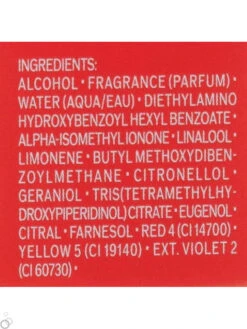 INGREDIENTS:
ALCOHOL • FRAGRANCE (PARFUM) •
WATER (AQUA/EAU) • DIETHYLAMINO
HYDROXYBENZOYL HEXYL BENZOATE •
ALPHA-ISOMETHYL IONONE • LINALOOL •
LIMONENE • BUTYL METHOXYDIBEN-
ZOYLMETHANE • CITRONELLOL •
GERANIOL • TRIS(TETRAMETHYLHY-
DROXYPIPERIDINOL) CITRATE • EUGENOL •
CITRAL • FARNESOL • RED 4 (CI 14700) •
YELLOW 5 (CI 19140) • EXT. VIOLET 2
(CI 60730) •